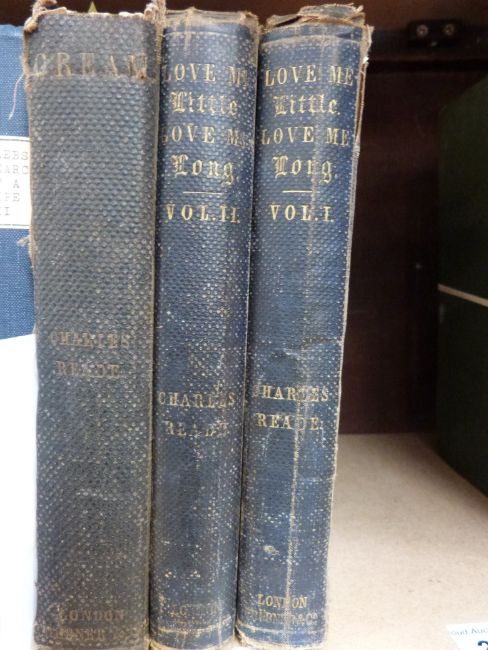 CREAM
CHARLES
READE
LONDON
LOVE ME
Little
LOVE ME
Long.
VOL. II.
CHARLES
READE
LONDON
LOVE ME
Little.
LOVE ME
Long.
VOL. I.
CHARLES
READE.
LONDON